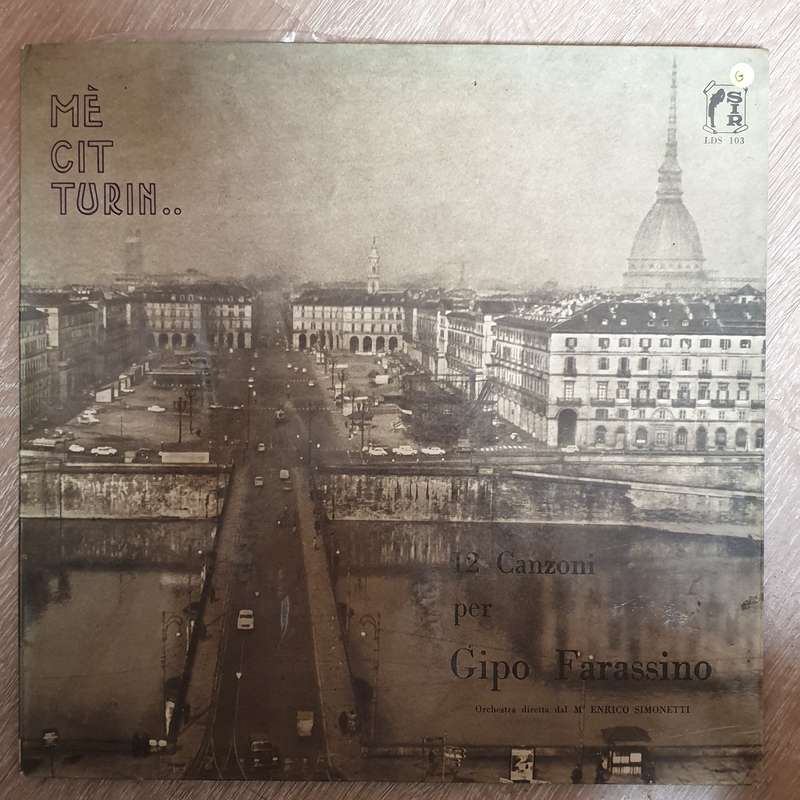 MÈ
CIT
TURIN..
G
SIR
LDS 103
12 Canzoni
per
Gipo Farassino
Orchestra diretta dal M° ENRICO SIMONETTI